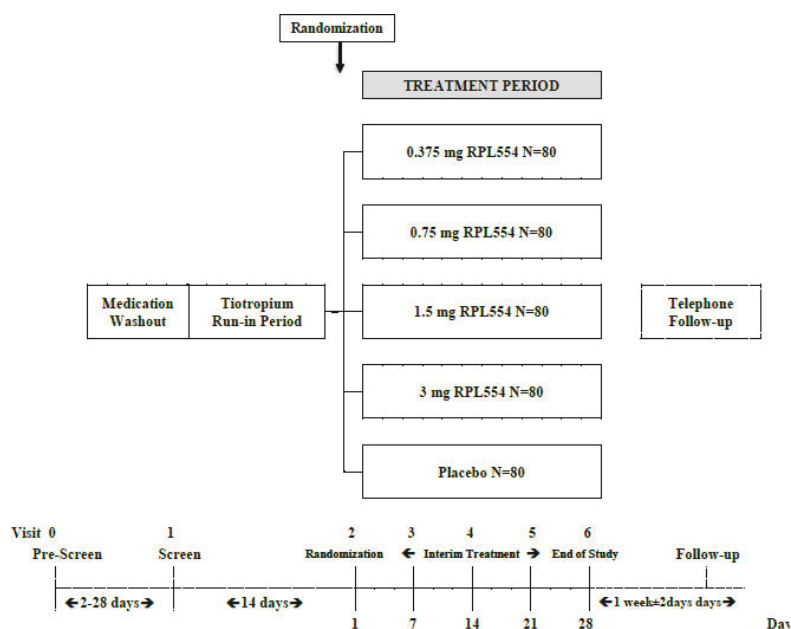 Randomization
TREATMENT PERIOD
0.375 mg RPL554 N=80
0.75 mg RPL554 N=80
Medication
Washout
Tiotropium
Run-in Period
1.5 mg RPL554 N=80
Telephone
Follow-up
3 mg RPL554 N=80
Placebo N=80
Visit 0 1 2 3 4 5 6
Pre-Screen Screen Randomization ← Interim Treatment → End of Study Follow-up
←2-28 days→ ←14 days→ ←1 week±2days days→
1 7 14 21 28
Day